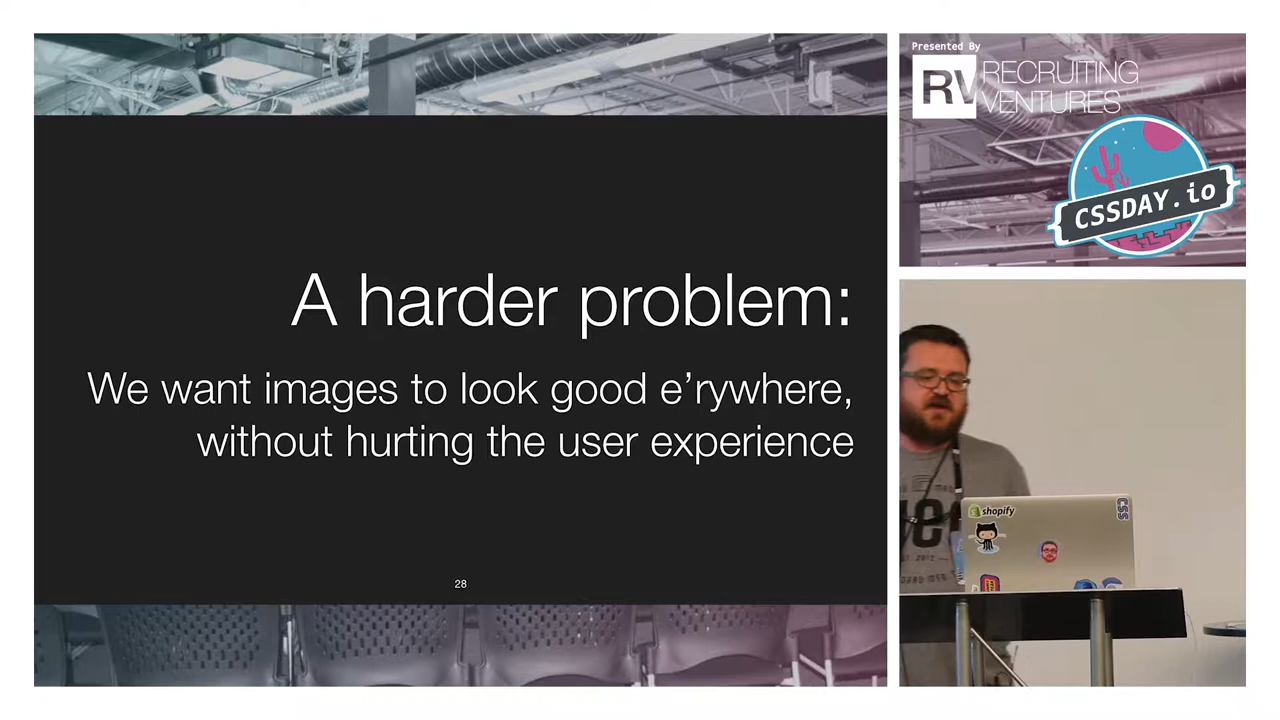 A harder problem:
We want images to look good e’rywhere,
without hurting the user experience
28
Presented By
RV RECRUITING
VENTURES
{CSSDAY.io}
shopify
CSS